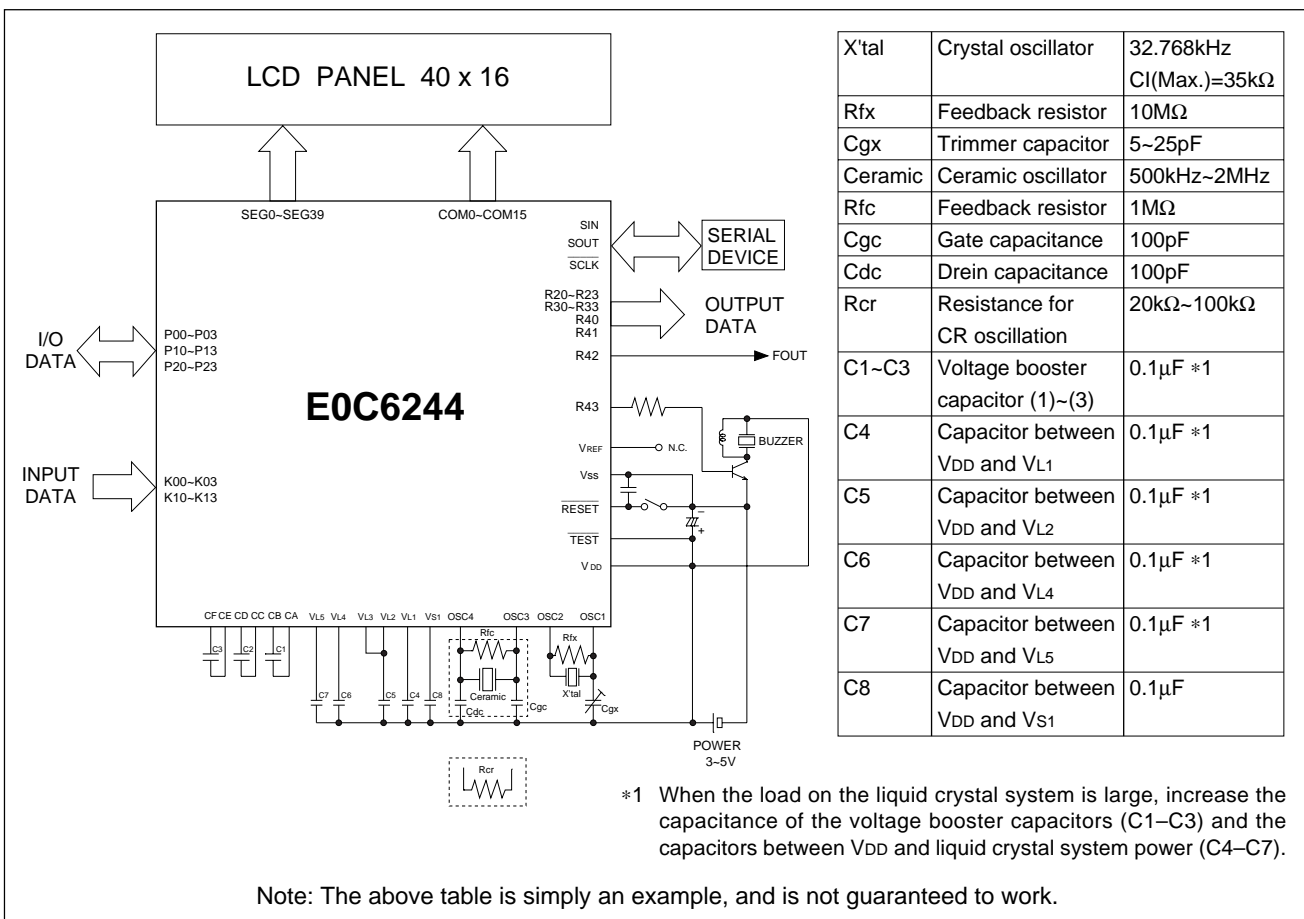 LCD PANEL 40 x 16
SEG0~SEG39
COM0~COM15
SIN
SOUT
SCLK
SERIAL
DEVICE
R20~R23
R30~R33
R40
R41
OUTPUT
DATA
R42
FOUT
I/O
DATA
P00~P03
P10~P13
P20~P23
E0C6244
R43
BUZZER
VREF
N.C.
VSS
INPUT
DATA
K00~K03
K10~K13
RESET
–
+
TEST
VDD
CF CE CD CC CB CA VL5 VL4 VL3 VL2 VL1 VS1 OSC4 OSC3 OSC2 OSC1
Rfc
Rfx
C3
C2
C1
Ceramic
X'tal
C7
C6
C5
C4
C8
Cdc
Cgc
Cgx
POWER
3~5V
Rcr
X'tal Crystal oscillator 32.768kHz
CI(Max.)=35kΩ
Rfx Feedback resistor 10MΩ
Cgx Trimmer capacitor 5~25pF
Ceramic Ceramic oscillator 500kHz~2MHz
Rfc Feedback resistor 1MΩ
Cgc Gate capacitance 100pF
Cdc Drein capacitance 100pF
Rcr Resistance for 20kΩ~100kΩ
CR oscillation
C1~C3 Voltage booster 0.1µF *1
capacitor (1)~(3)
C4 Capacitor between 0.1µF *1
VDD and VL1
C5 Capacitor between 0.1µF *1
VDD and VL2
C6 Capacitor between 0.1µF *1
VDD and VL4
C7 Capacitor between 0.1µF *1
VDD and VL5
C8 Capacitor between 0.1µF
VDD and VS1
*1 When the load on the liquid crystal system is large, increase the
capacitance of the voltage booster capacitors (C1–C3) and the
capacitors between VDD and liquid crystal system power (C4–C7).
Note: The above table is simply an example, and is not guaranteed to work.